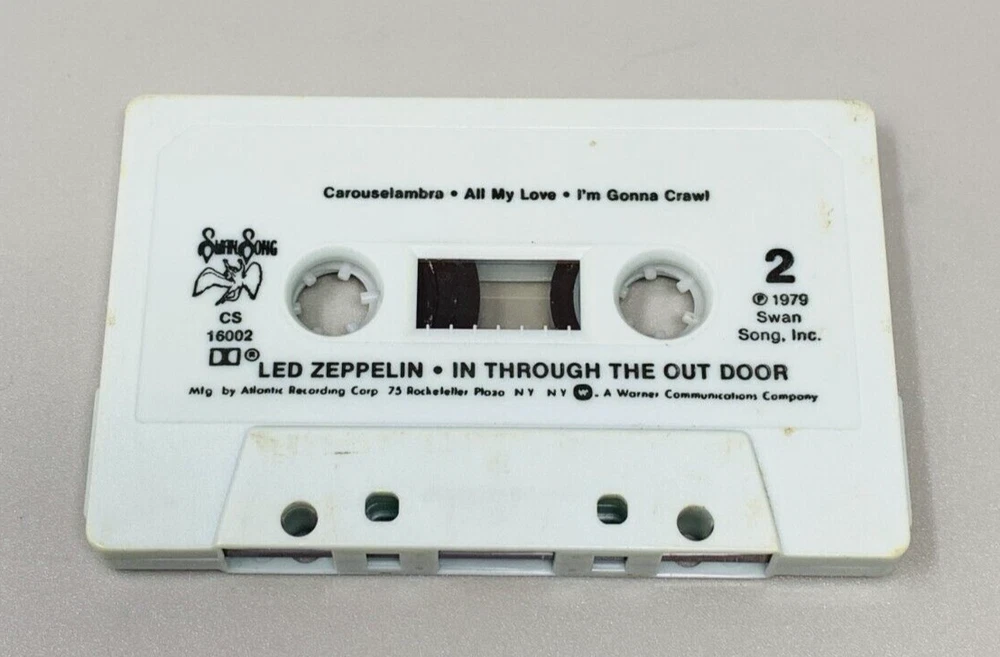 Carouselambra • All My Love • I'm Gonna Crawl
Swan Song
CS
16002
2
℗ 1979
Swan
Song, Inc.
®
LED ZEPPELIN • IN THROUGH THE OUT DOOR
Mfg by Atlantic Recording Corp 75 Rockefeller Plaza N Y N Y W. A Warner Communications Company